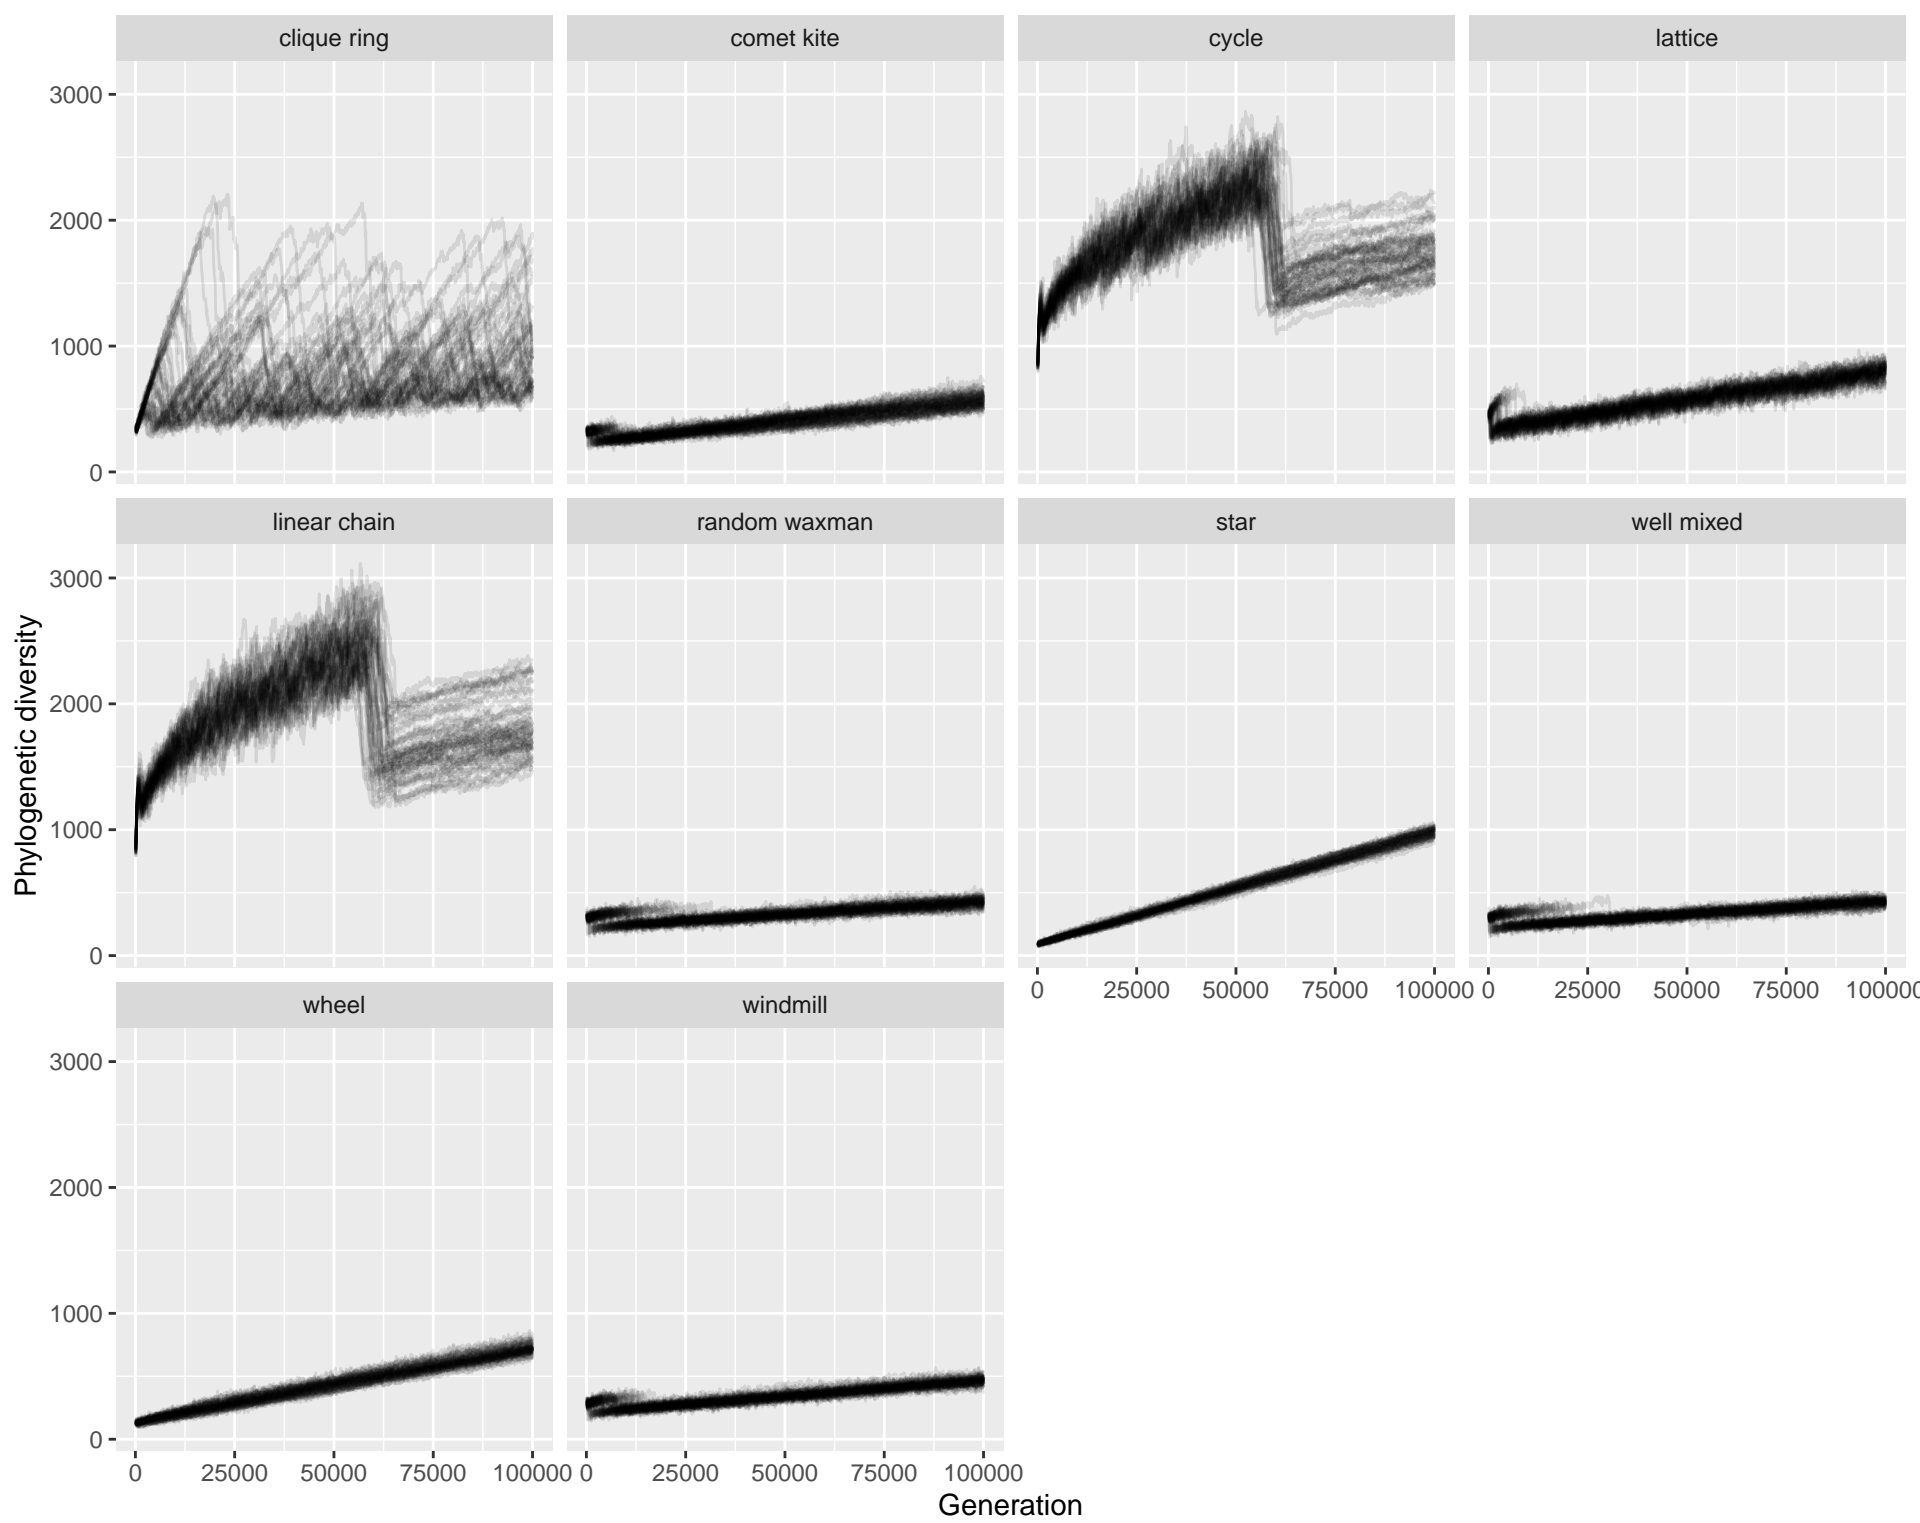 clique ring comet kite cycle lattice
3000
2000
1000
0
linear chain random waxman star well mixed
Phylogenetic diversity
3000
2000
1000
0
0 25000 50000 75000 100000 0 25000 50000 75000 100000
wheel windmill
3000
2000
1000
0
0 25000 50000 75000 100000 0 25000 50000 75000 100000
Generation